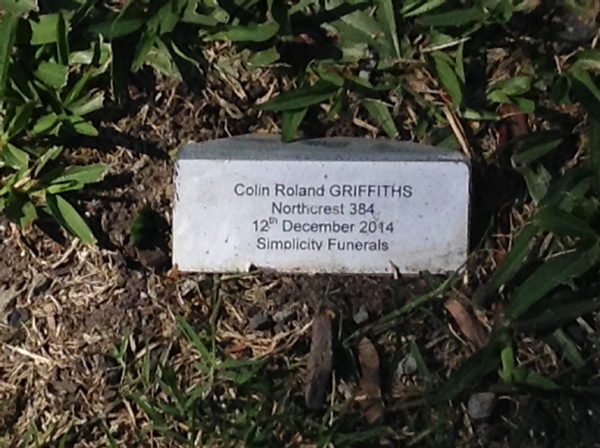 Colin Roland GRIFFITHS
Northcrest 384
12th December 2014
Simplicity Funerals